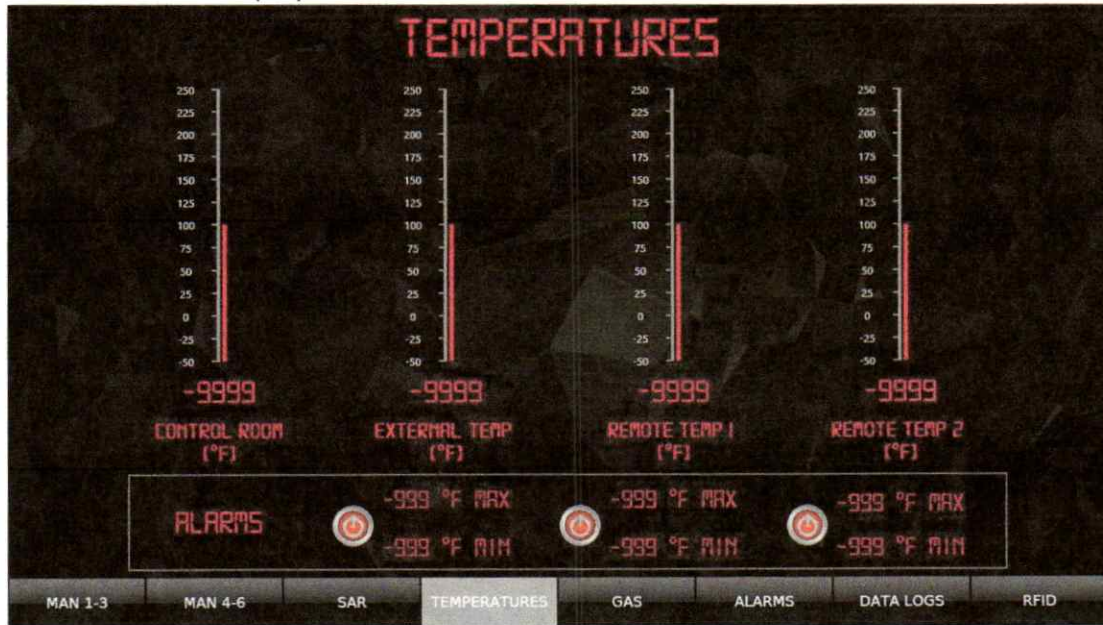 TEMPERATURES
250 250 250 250
225 225 225 225
200 200 200 200
175 175 175 175
150 150 150 150
125 125 125 125
100 100 100 100
75 75 75 75
50 50 50 50
25 25 25 25
0 0 0 0
-25 -25 -25 -25
-50 -50 -50 -50
-9999 -9999 -9999 -9999
CONTROL ROOM EXTERNAL TEMP REMOTE TEMP 1 REMOTE TEMP 2
[°F] [°F] [°F] [°F]
-999 °F MAX -999 °F MAX -999 °F MAX
ALARMS
-999 °F MIN -999 °F MIN -999 °F MIN
MAN 1-3 MAN 4-6 SAR TEMPERATURES GAS ALARMS DATA LOGS RFID